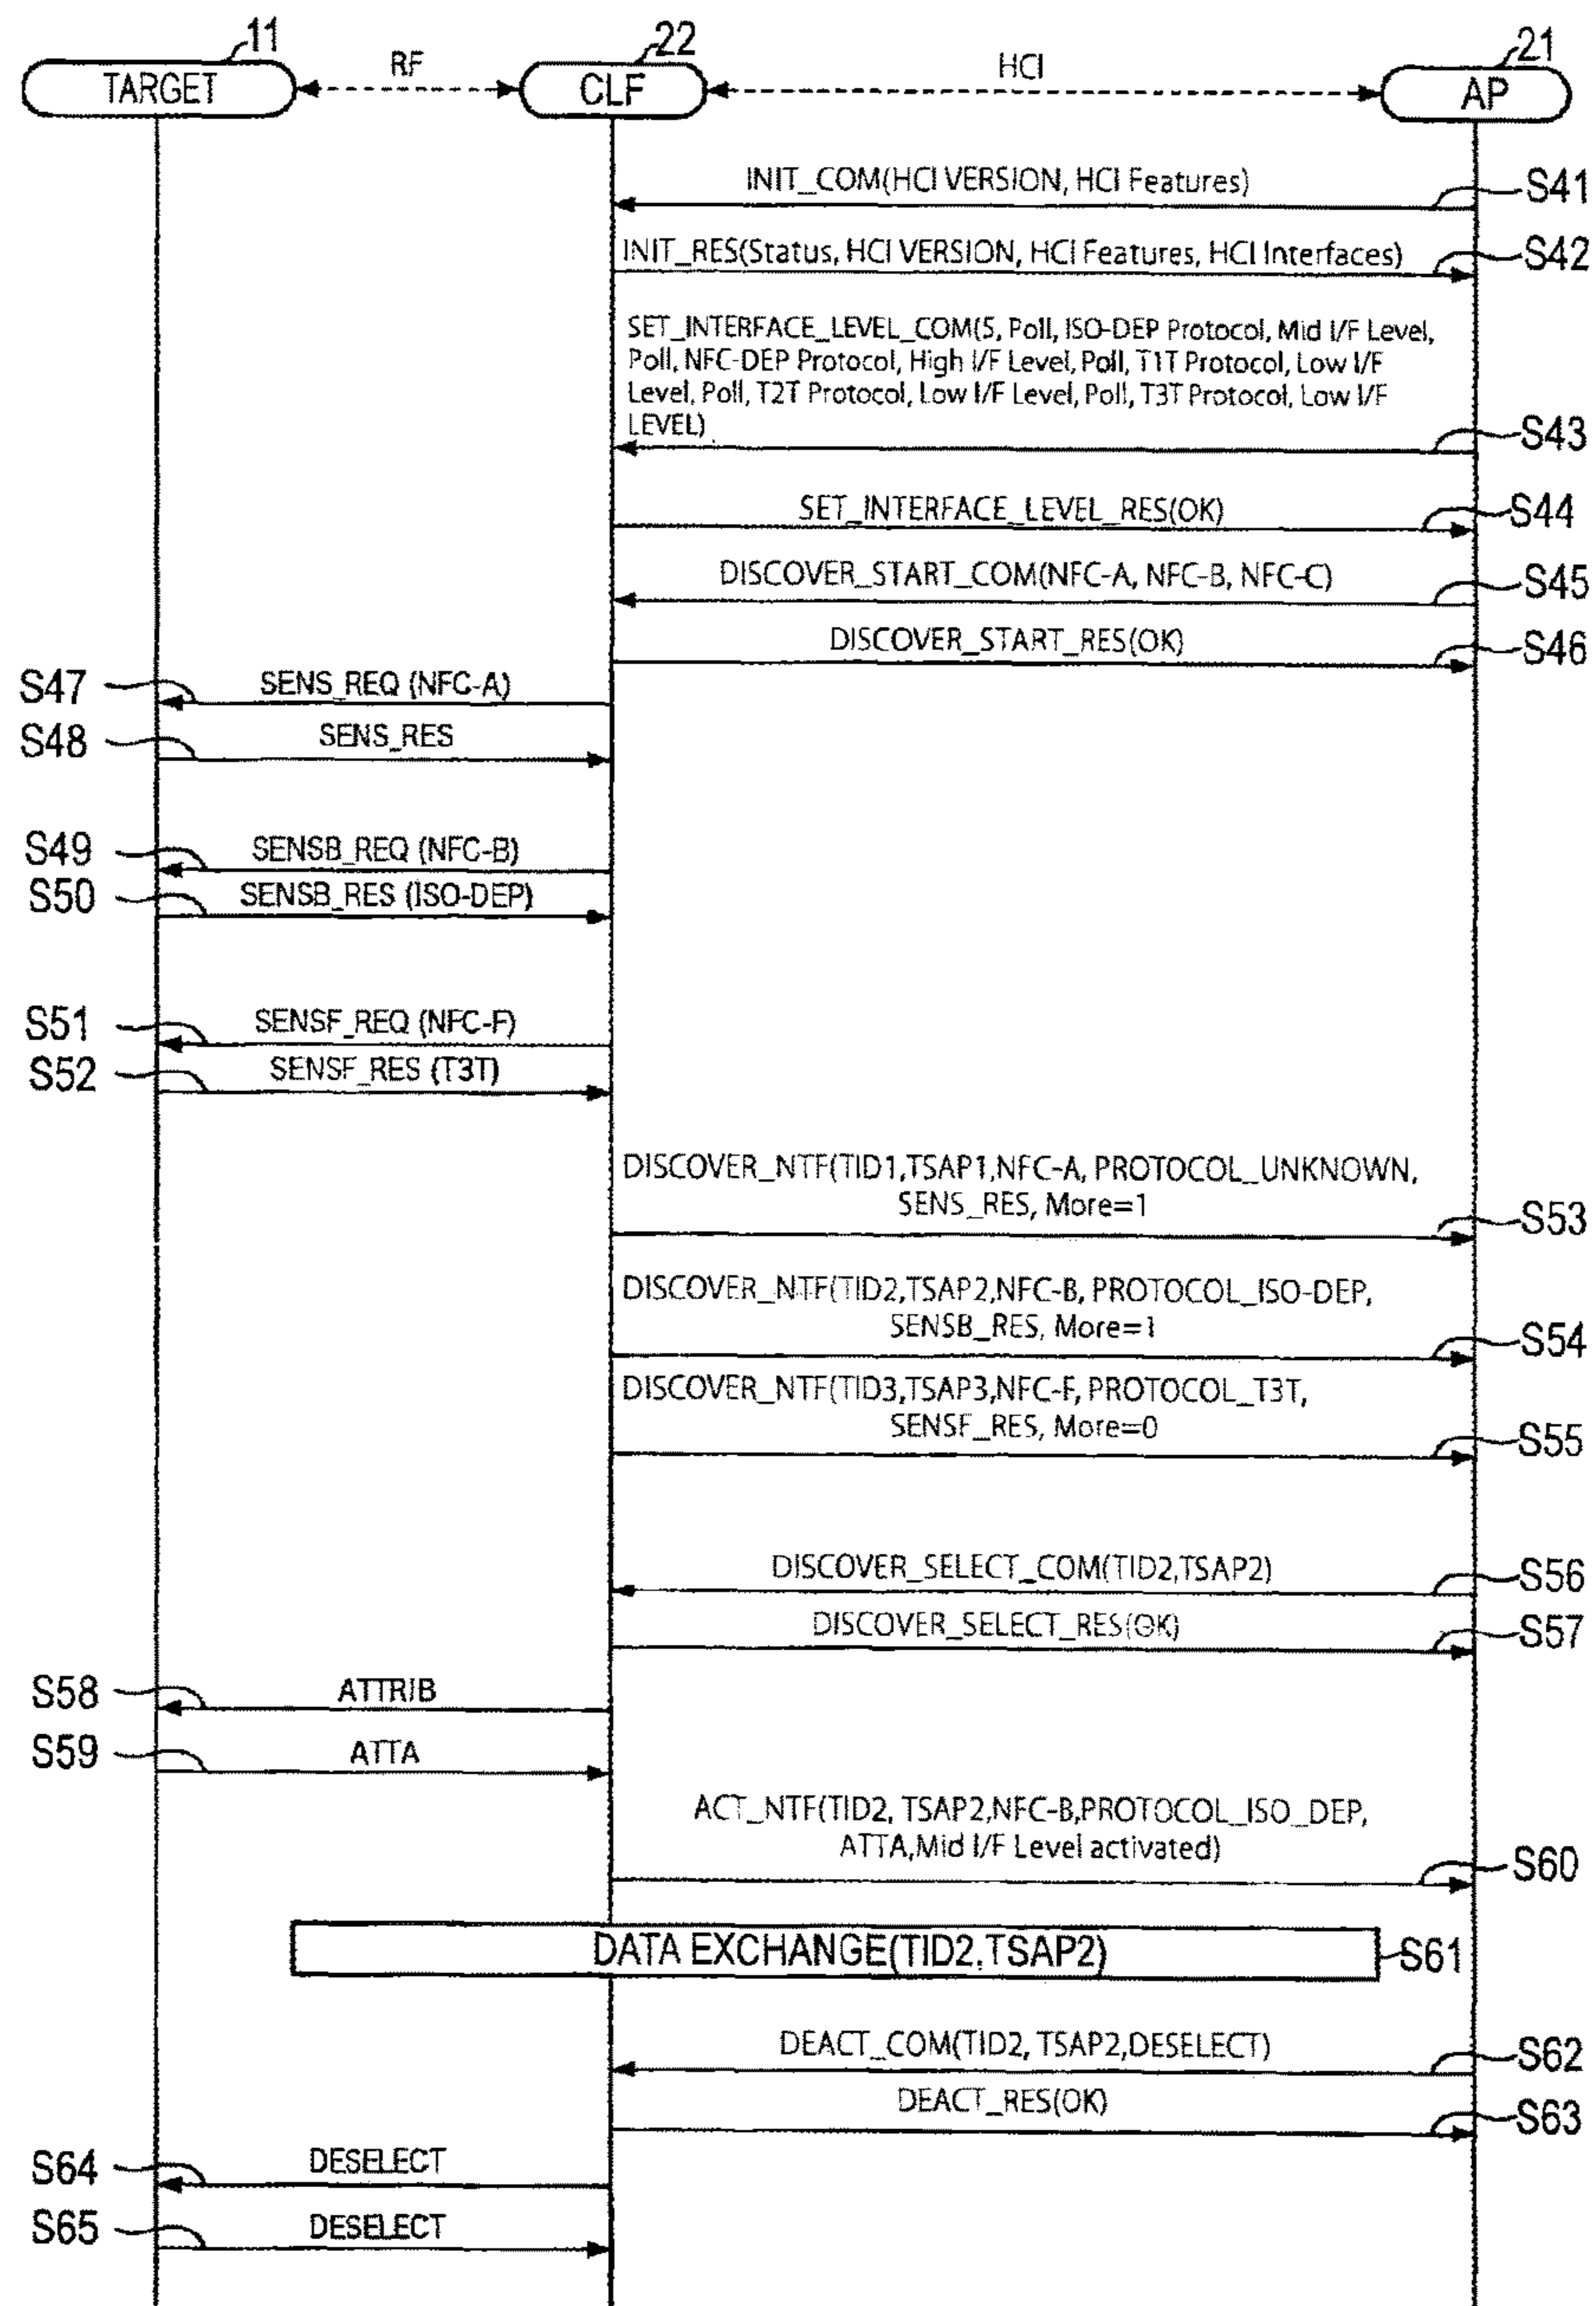 11
22
21
TARGET
RF
CLF
HCI
AP
INIT_COM(HCI VERSION, HCI Features)
S41
INIT_RES(Status, HCI VERSION, HCI Features, HCI Interfaces)
S42
SET_INTERFACE_LEVEL_COM(5, Poll, ISO-DEP Protocol, Mid I/F Level,
Poll, NFC-DEP Protocol, High I/F Level, Poll, T1T Protocol, Low I/F
Level, Poll, T2T Protocol, Low I/F Level, Poll, T3T Protocol, Low I/F
LEVEL)
S43
SET_INTERFACE_LEVEL_RES(OK)
S44
DISCOVER_START_COM(NFC-A, NFC-B, NFC-C)
S45
DISCOVER_START_RES(OK)
S46
S47
SENS_REQ (NFC-A)
S48
SENS_RES
S49
SENSB_REQ (NFC-B)
S50
SENSB_RES (ISO-DEP)
S51
SENSF_REQ (NFC-F)
S52
SENSF_RES (T3T)
DISCOVER_NTF(TID1,TSAP1,NFC-A, PROTOCOL_UNKNOWN,
SENS_RES, More=1
S53
DISCOVER_NTF(TID2,TSAP2,NFC-B, PROTOCOL_ISO-DEP,
SENSB_RES, More=1
S54
DISCOVER_NTF(TID3,TSAP3,NFC-F, PROTOCOL_T3T,
SENSF_RES, More=0
S55
DISCOVER_SELECT_COM(TID2,TSAP2)
S56
DISCOVER_SELECT_RES(OK)
S57
S58
ATTRIB
S59
ATTA
ACT_NTF(TID2, TSAP2,NFC-B,PROTOCOL_ISO_DEP,
ATTA,Mid I/F Level activated)
S60
DATA EXCHANGE(TID2,TSAP2)
S61
DEACT_COM(TID2, TSAP2,DESELECT)
S62
DEACT_RES(OK)
S63
S64
DESELECT
S65
DESELECT